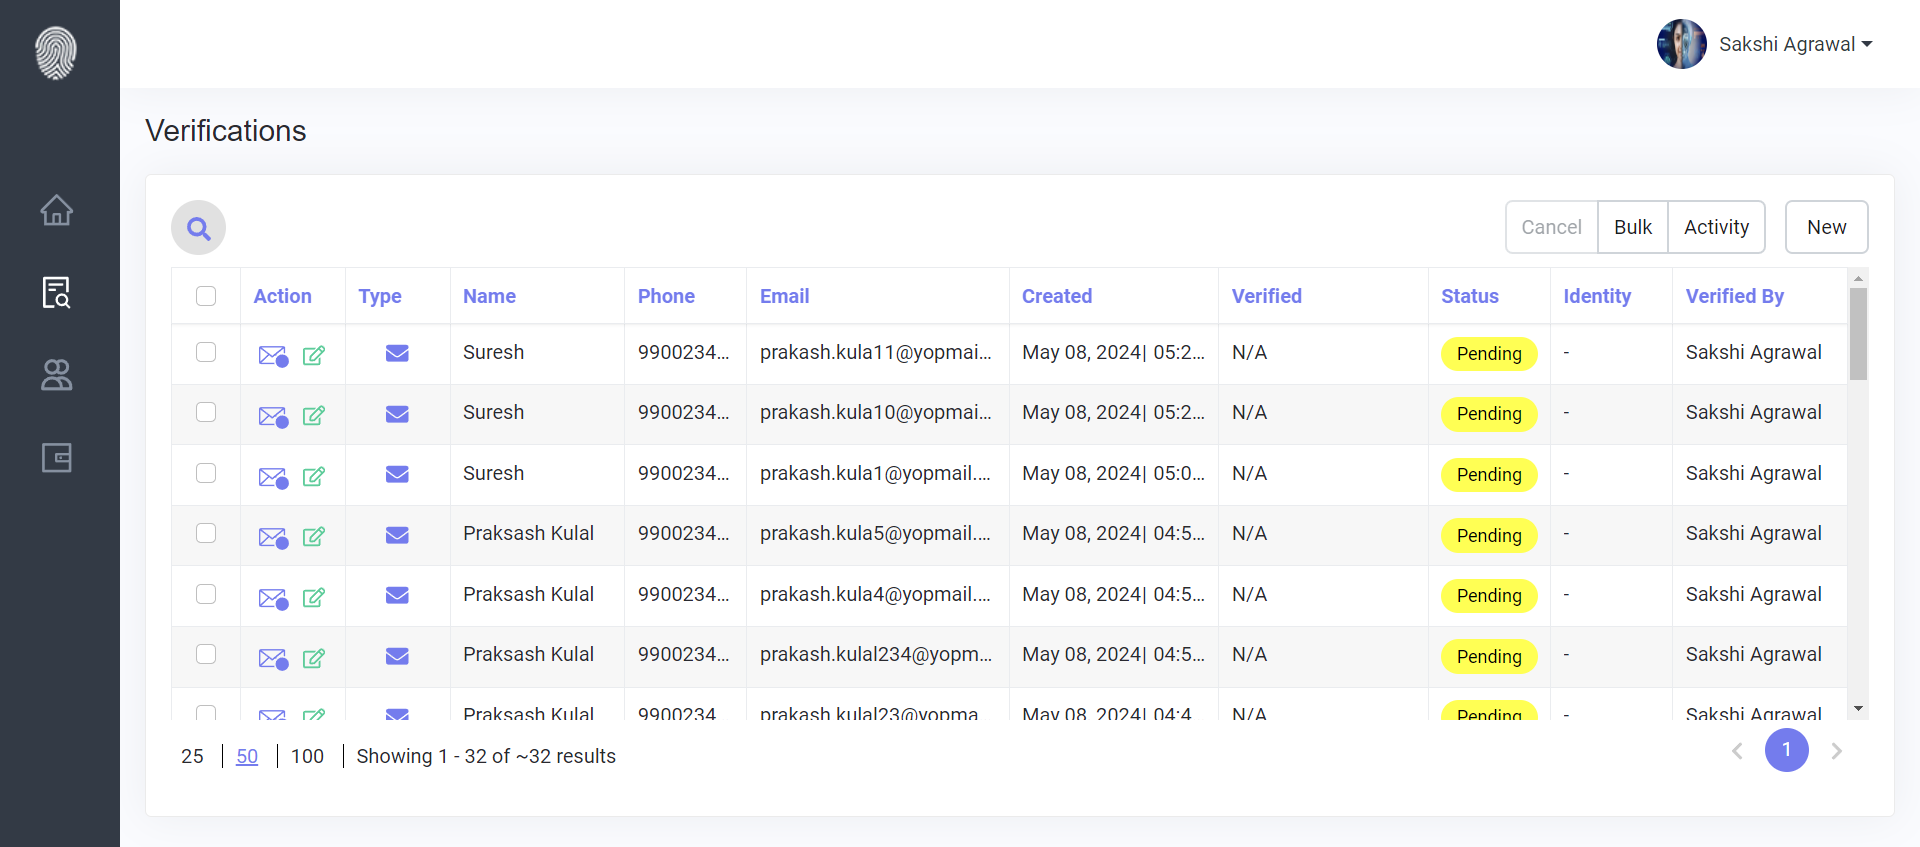 Sakshi Agrawal
Verifications
Cancel Bulk Activity New
Action Type Name Phone Email Created Verified Status Identity Verified By
Suresh 9900234... prakash.kula11@yopmai... May 08, 2024| 05:2... N/A Pending - Sakshi Agrawal
Suresh 9900234... prakash.kula10@yopmai... May 08, 2024| 05:2... N/A Pending - Sakshi Agrawal
Suresh 9900234... prakash.kula1@yopmail.... May 08, 2024| 05:0... N/A Pending - Sakshi Agrawal
Praksash Kulal 9900234... prakash.kula5@yopmail.... May 08, 2024| 04:5... N/A Pending - Sakshi Agrawal
Praksash Kulal 9900234... prakash.kula4@yopmail.... May 08, 2024| 04:5... N/A Pending - Sakshi Agrawal
Praksash Kulal 9900234... prakash.kulal234@yopm... May 08, 2024| 04:5... N/A Pending - Sakshi Agrawal
Praksash Kulal 9900234 prakash.kulal23@yopma May 08, 2024| 04:4 N/A Pending - Sakshi Agrawal
25 50 100 Showing 1 - 32 of ~32 results 1